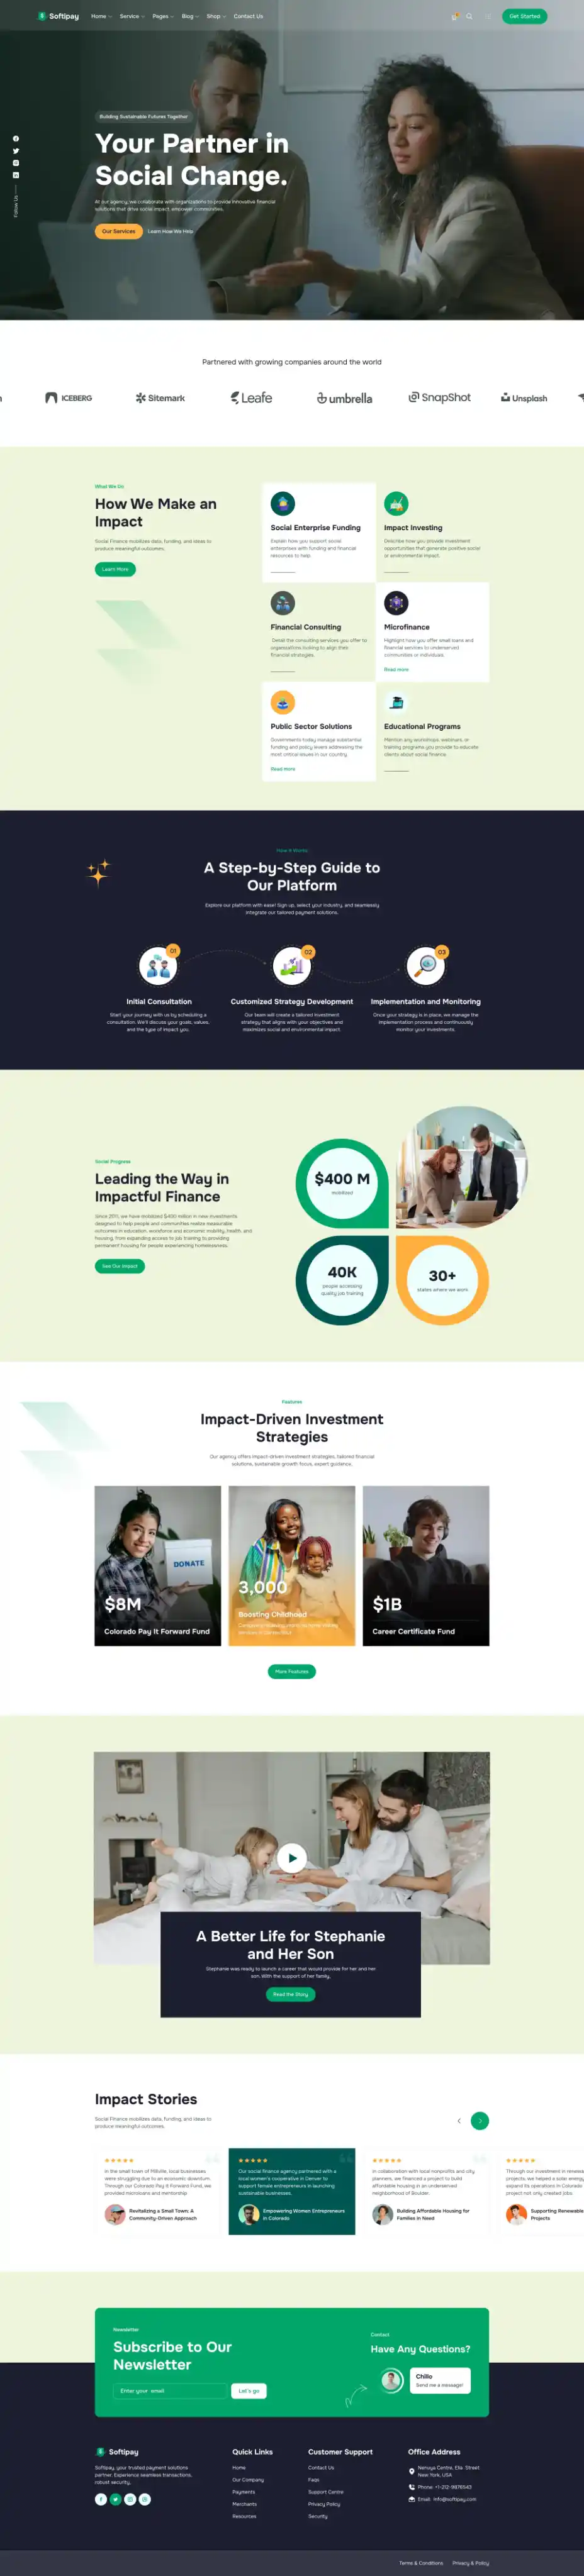 Softipay
Home
Service
Pages
Blog
Shop
Contact Us
Get Started
Follow Us
Building Sustainable Futures Together
Your Partner in
Social Change.
At our agency, we collaborate with organizations to provide innovative financial
solutions that drive social impact, empower communities.
Our Services
Learn How We Help
Partnered with growing companies around the world
ICEBERG
Sitemark
Leafe
umbrella
SnapShot
Unsplash
What We Do
How We Make an
Impact
Social Finance mobilizes data, funding, and ideas to
produce meaningful outcomes.
Learn More
Social Enterprise Funding
Explain how you support social
enterprises with funding and financial
resources to help.
Impact Investing
Describe how you provide investment
opportunities that generate positive social
or environmental impact.
Financial Consulting
Detail the consulting services you offer to
organizations looking to align their
financial strategies.
Microfinance
Highlight how you offer small loans and
financial services to underserved
communities or individuals.
Read more
Public Sector Solutions
Governments today manage substantial
funding and policy levers addressing the
most critical issues in our country.
Read more
Educational Programs
Mention any workshops, webinars, or
training programs you provide to educate
clients about social finance.
How It Works
A Step-by-Step Guide to
Our Platform
Explore our platform with ease! Sign up, select your industry, and seamlessly
integrate our tailored payment solutions.
01
Initial Consultation
Start your journey with us by scheduling a
consultation. We'll discuss your goals, values,
and the type of impact you.
02
Customized Strategy Development
Our team will create a tailored investment
strategy that aligns with your objectives and
maximizes social and environmental impact.
03
Implementation and Monitoring
Once your strategy is in place, we manage the
implementation process and continuously
monitor your investments.
Social Progress
Leading the Way in
Impactful Finance
Since 2011, we have mobilized $400 million in new investments
designed to help people and communities realize measurable
outcomes in education, workforce and economic mobility, health, and
housing, from expanding access to job training to providing
permanent housing for people experiencing homelessness.
See Our Impact
$400 M
mobilized
40K
people accessing
quality job training
30+
states where we work
Features
Impact-Driven Investment
Strategies
Our agency offers impact-driven investment strategies, tailored financial
solutions, sustainable growth focus, expert guidance.
DONATE
$8M
Colorado Pay It Forward Fund
3,000
Boosting Childhood
$1B
Career Certificate Fund
More Features
A Better Life for Stephanie
and Her Son
Stephanie was ready to launch a career that would provide for her and her
son. With the support of her family,
Read the Story
Impact Stories
Social Finance mobilizes data, funding, and ideas to
produce meaningful outcomes.
In the small town of Millville, local businesses
were struggling due to an economic downturn.
Through our Colorado Pay It Forward Fund, we
provided microloans and mentorship
Revitalizing a Small Town: A
Community-Driven Approach
Our social finance agency partnered with a
local women's cooperative in Denver to
support female entrepreneurs in launching
sustainable businesses.
Empowering Women Entrepreneurs
in Colorado
In collaboration with local nonprofits and city
planners, we financed a project to build
affordable housing in an underserved
neighborhood of Boulder.
Building Affordable Housing for
Families in Need
Through our investment in renewa
projects, we helped a solar energy
expand its operations in Colorado
project not only created jobs
Supporting Renewable
Projects
Newsletter
Subscribe to Our
Newsletter
Enter your email
Let's go
Contact
Have Any Questions?
Chillo
Send me a message!
Softipay
Softipay, your trusted payment solutions
partner. Experience seamless transactions,
robust security.
Quick Links
Home
Our Company
Payments
Merchants
Resources
Customer Support
Contact Us
Faqs
Support Centre
Privacy Policy
Security
Office Address
Street
New York, USA
Phone: +1-212-9876543
Email: info@softipay.com
Terms & Conditions
Privacy & Policy